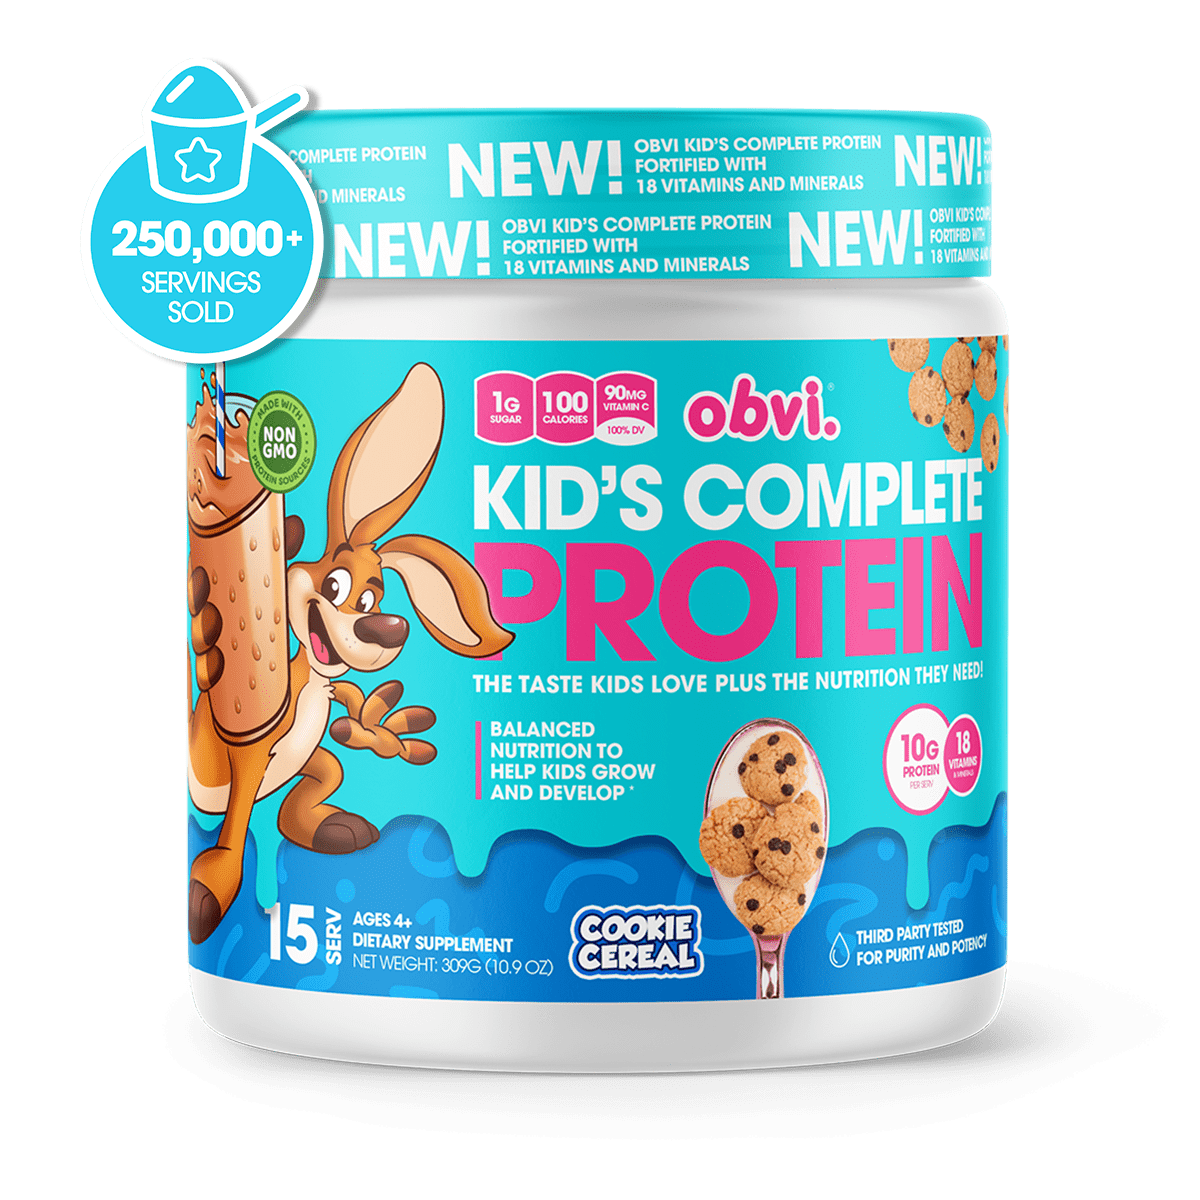 250,000+
SERVINGS
SOLD
COMPLETE PROTEIN
D MINERALS
NEW!
OBVI KID'S COMPLETE PROTEIN
FORTIFIED WITH
18 VITAMINS AND MINERALS
NEW!
NEW!
OBVI KID'S COMPLETE PROTEIN
FORTIFIED WITH
18 VITAMINS AND MINERALS
NEW!
OBVI KID'S
FORTIFIED WITH
18 VITAMINS
MADE WITH
NON
GMO
PROTEIN SOURCES
1G
SUGAR
100
CALORIES
90MG
VITAMIN C
100% DV
obvi.®
KID'S COMPLETE
PROTEIN
THE TASTE KIDS LOVE PLUS THE NUTRITION THEY NEED!
BALANCED
NUTRITION TO
HELP KIDS GROW
AND DEVELOP*
10G
PROTEIN
PER SERV
18
VITAMINS
& MINERALS
15 SERV
AGES 4+
DIETARY SUPPLEMENT
NET WEIGHT: 309G (10.9 OZ)
COOKIE
CEREAL
THIRD PARTY TESTED
FOR PURITY AND POTENCY